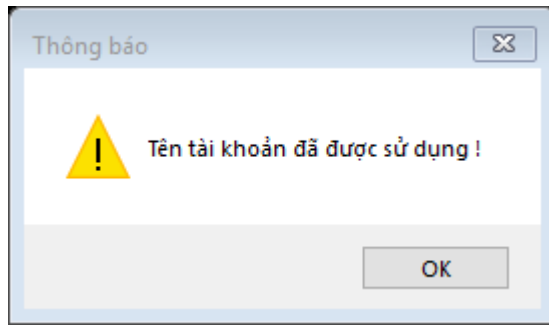 Thông báo
Tên tài khoản đã được sử dụng !
OK